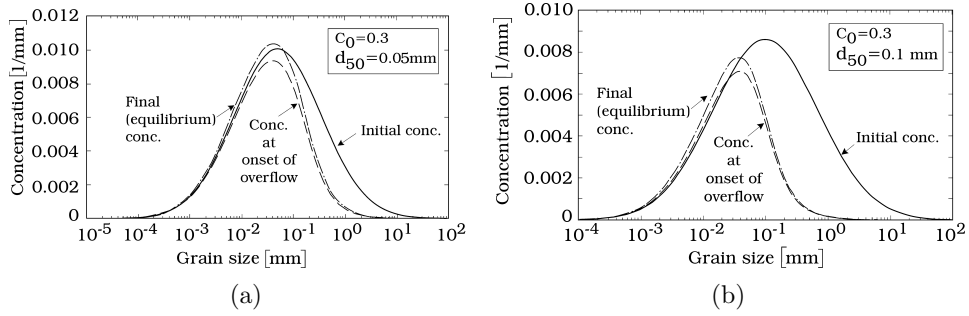 0.012
0.010
0.008
0.006
0.004
0.002
0
Concentration [1/mm]
C0=0.3
d50=0.05mm
Final
(equilibrium)
conc.
Conc.
at
onset of
overflow
Initial conc.
10-5 10-4 10-3 10-2 10-1 100 101 102
Grain size [mm]
(a)
0.010
0.008
0.006
0.004
0.002
0.000
Concentration [1/mm]
C0=0.3
d50=0.1 mm
Final
(equilibrium)
conc.
Conc.
at
onset of
overflow
Initial conc.
10-4 10-3 10-2 10-1 100 101 102
Grain size [mm]
(b)